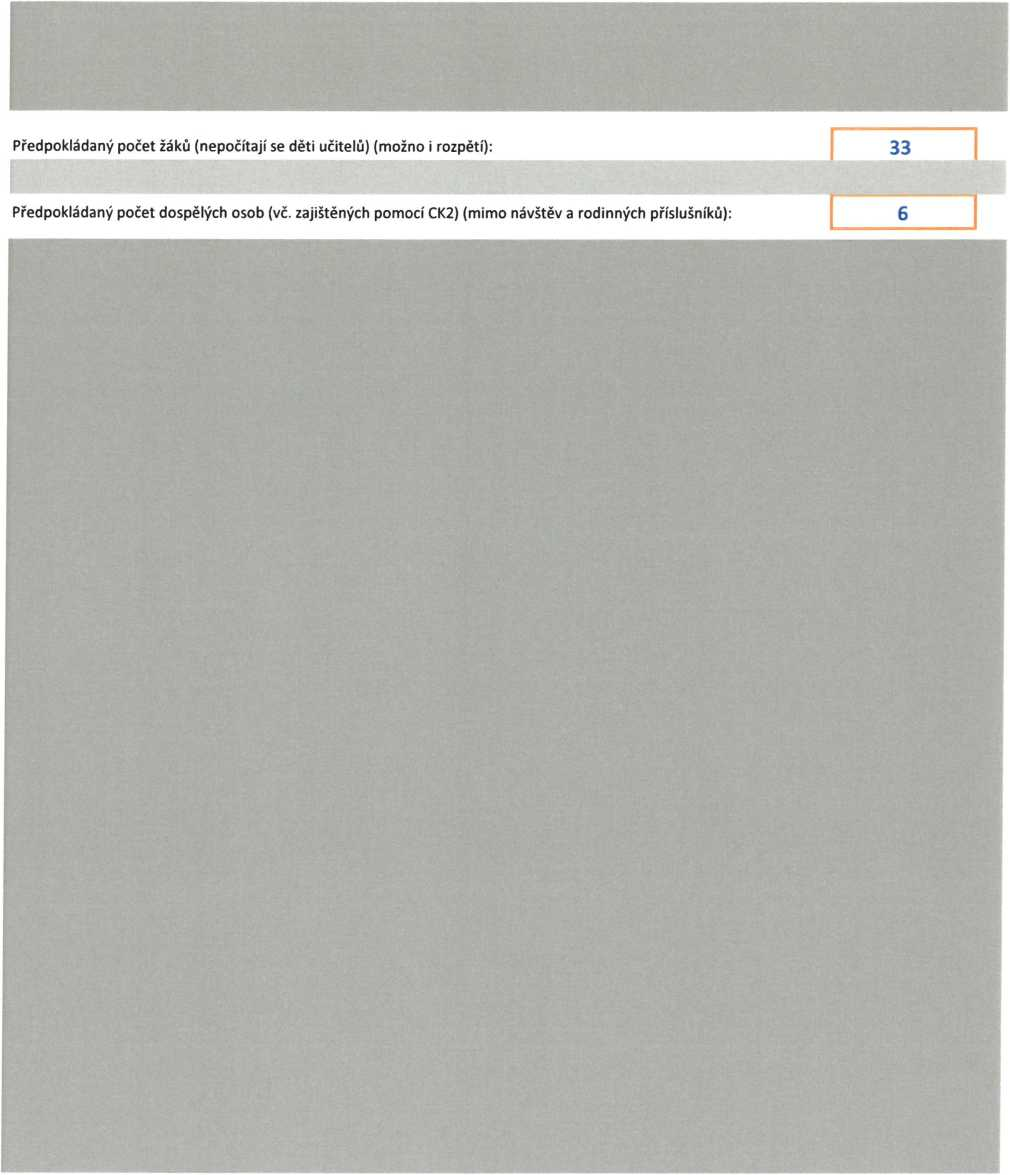 Předpokládaný počet žáků (nepočítají se děti učitelů) (možno i rozpětí): 33
Předpokládaný počet dospělých osob (vč. zajištěných pomocí CK2) (mimo návštěv a rodinných příslušníků): 6